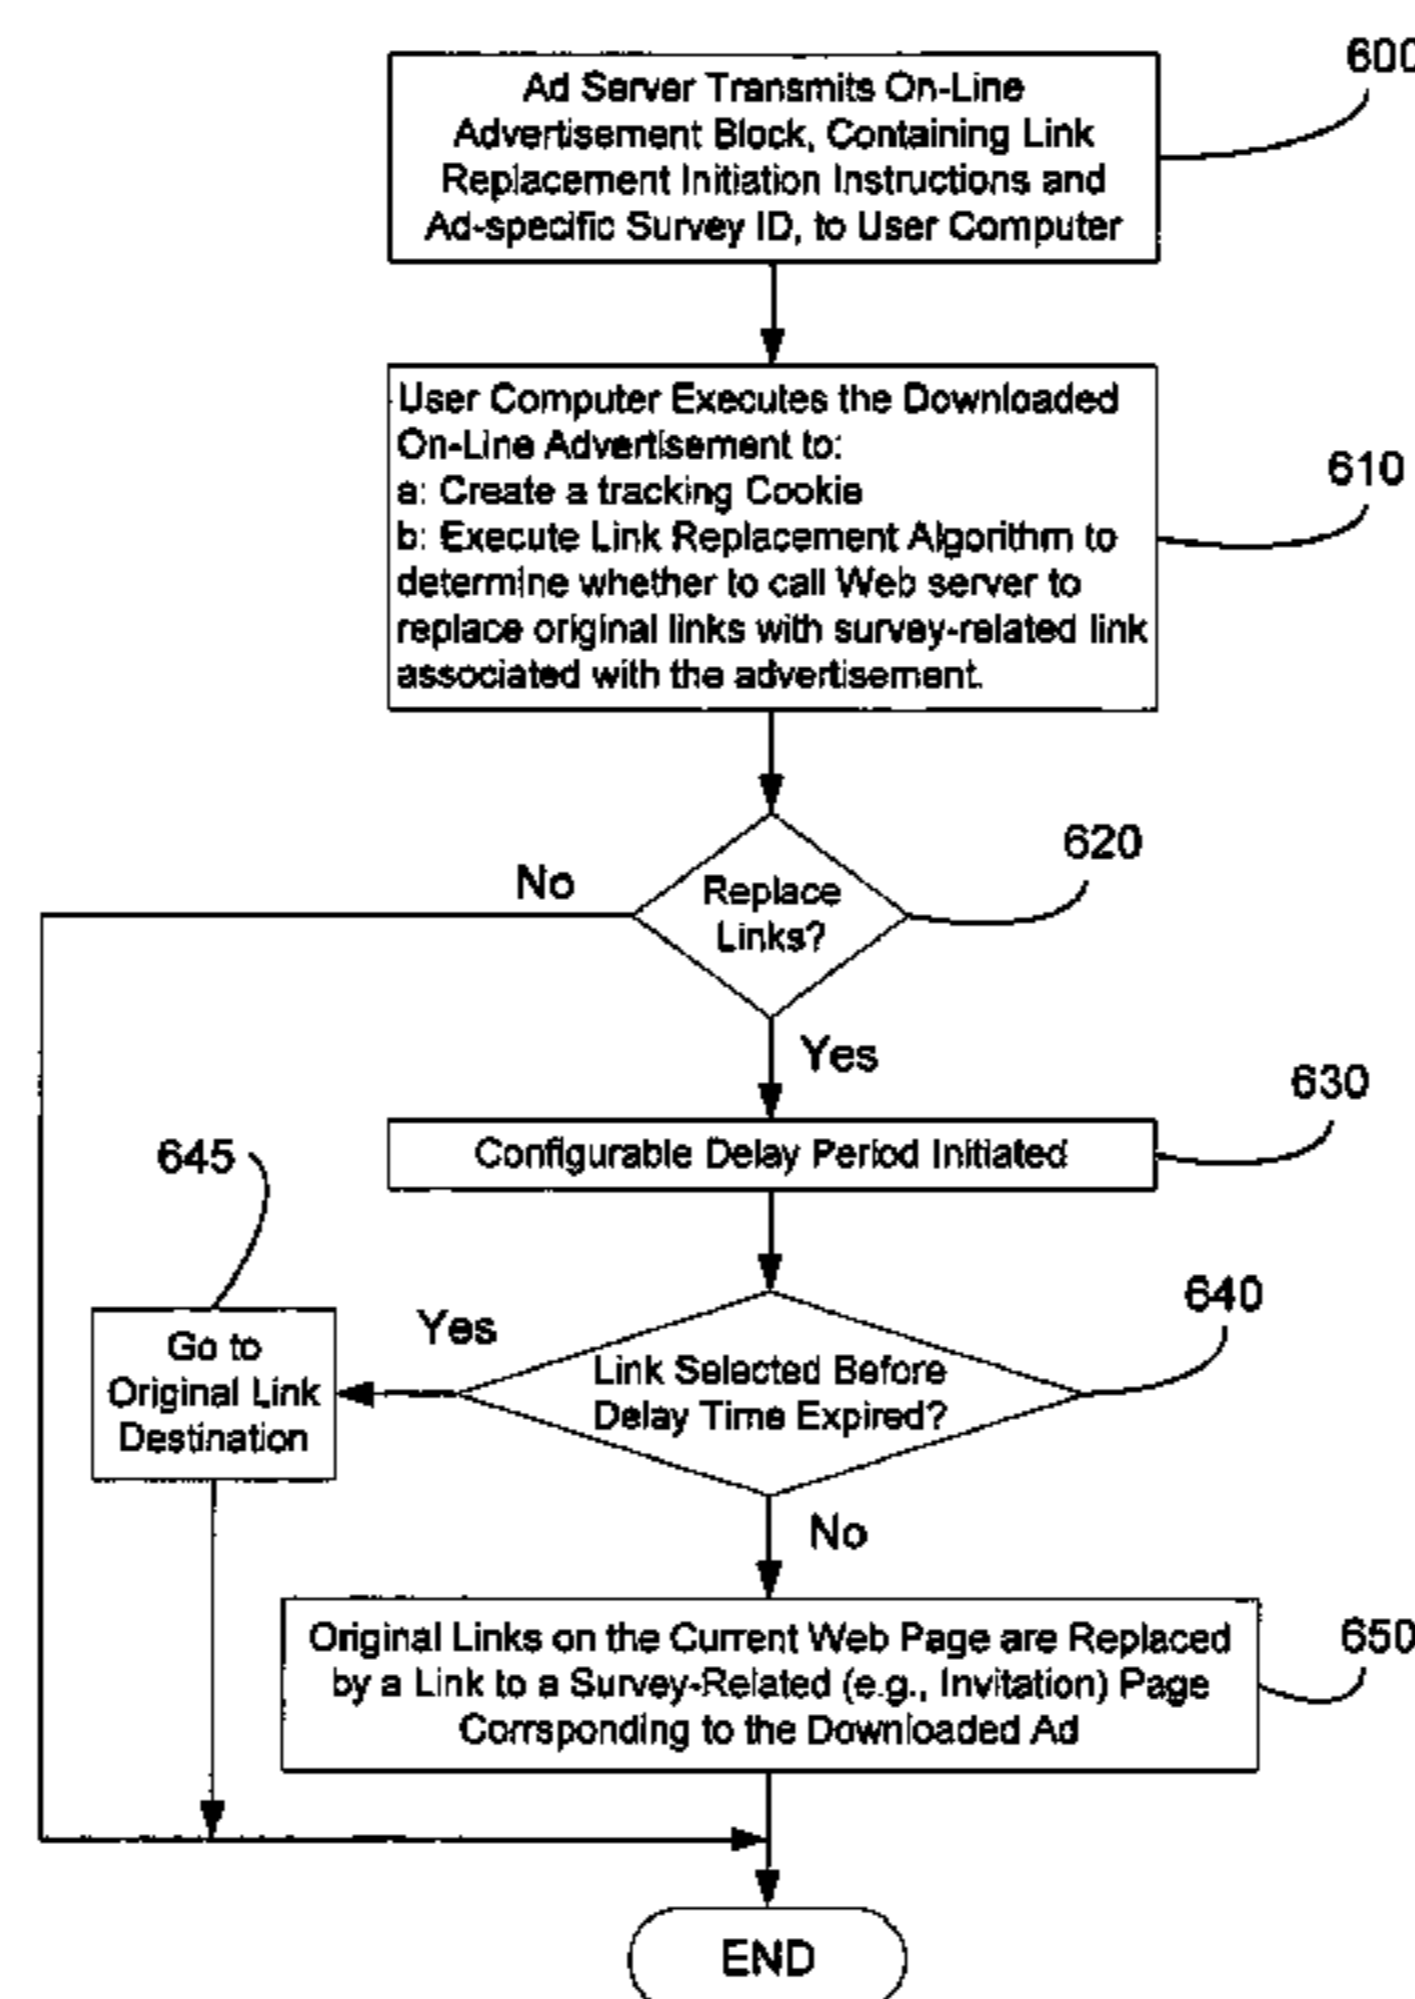 600
Ad Server Transmits On-Line
Advertisement Block, Containing Link
Replacement Initiation Instructions and
Ad-specific Survey ID, to User Computer
User Computer Executes the Downloaded
On-Line Advertisement to:
a: Create a tracking Cookie
b: Execute Link Replacement Algorithm to
determine whether to call Web server to
replace original links with survey-related link
associated with the advertisement.
610
620
No
Replace
Links?
Yes
630
Configurable Delay Period Initiated
645
640
Yes
Go to
Original Link
Destination
Link Selected Before
Delay Time Expired?
No
Original Links on the Current Web Page are Replaced
by a Link to a Survey-Related (e.g., Invitation) Page
Corrsponding to the Downloaded Ad
650
END